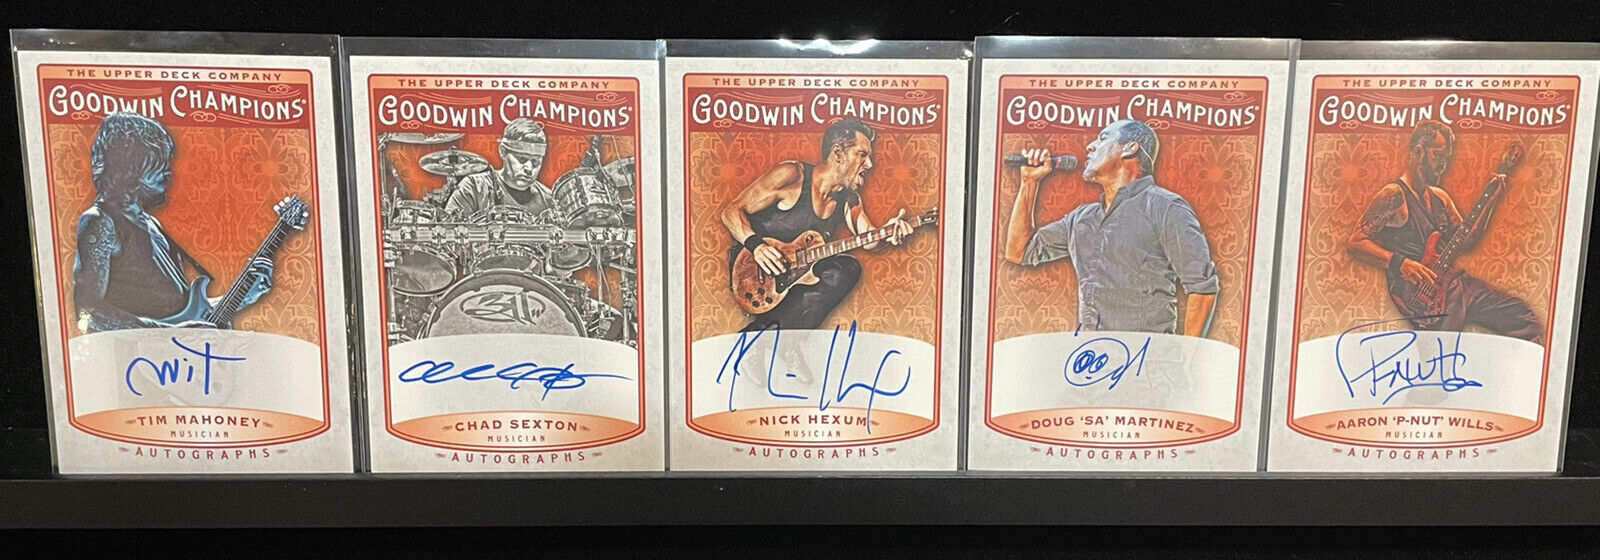 THE UPPER DECK COMPANY
GOODWIN CHAMPIONS®
Wit
TIM MAHONEY
MUSICIAN
AUTOGRAPHS
THE UPPER DECK COMPANY
GOODWIN CHAMPIONS®
311
CHAD SEXTON
MUSICIAN
AUTOGRAPHS
THE UPPER DECK COMPANY
GOODWIN CHAMPIONS®
NICK HEXUM
MUSICIAN
AUTOGRAPHS
THE UPPER DECK COMPANY
GOODWIN CHAMPIONS®
DOUG 'SA' MARTINEZ
MUSICIAN
AUTOGRAPHS
THE UPPER DECK COMPANY
GOODWIN CHAMPIONS®
P-Nut
AARON 'P-NUT' WILLS
MUSICIAN
AUTOGRAPHS